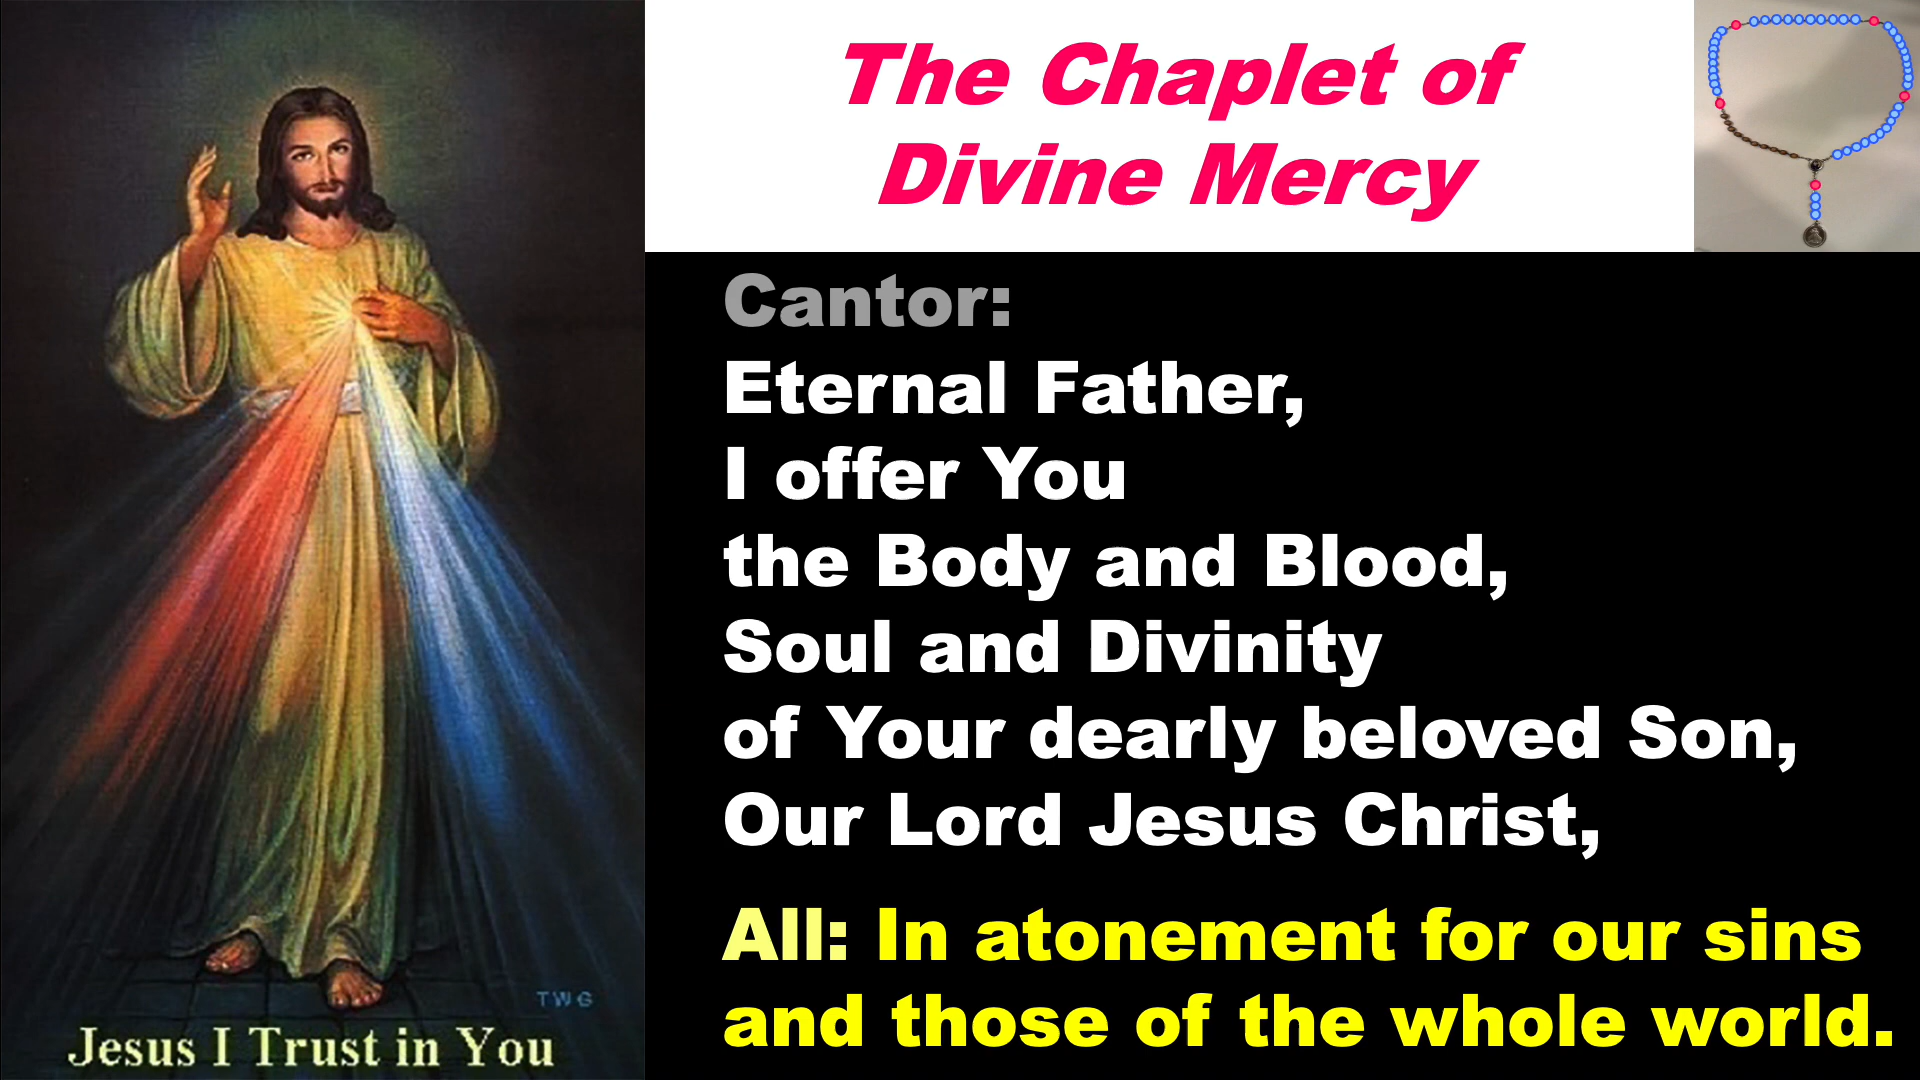 The Chaplet of
Divine Mercy
Cantor:
Eternal Father,
I offer You
the Body and Blood,
Soul and Divinity
of Your dearly beloved Son,
Our Lord Jesus Christ,
All: In atonement for our sins
and those of the whole world.
TWG
Jesus I Trust in You